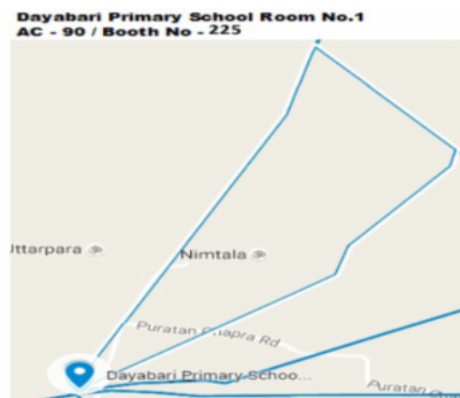 Dayabari Primary School Room No.1
AC - 90 / Booth No - 225
Uttarpara
Nimtala
Puratan Chapra Rd
Dayabari Primary Schoo...
Puratan